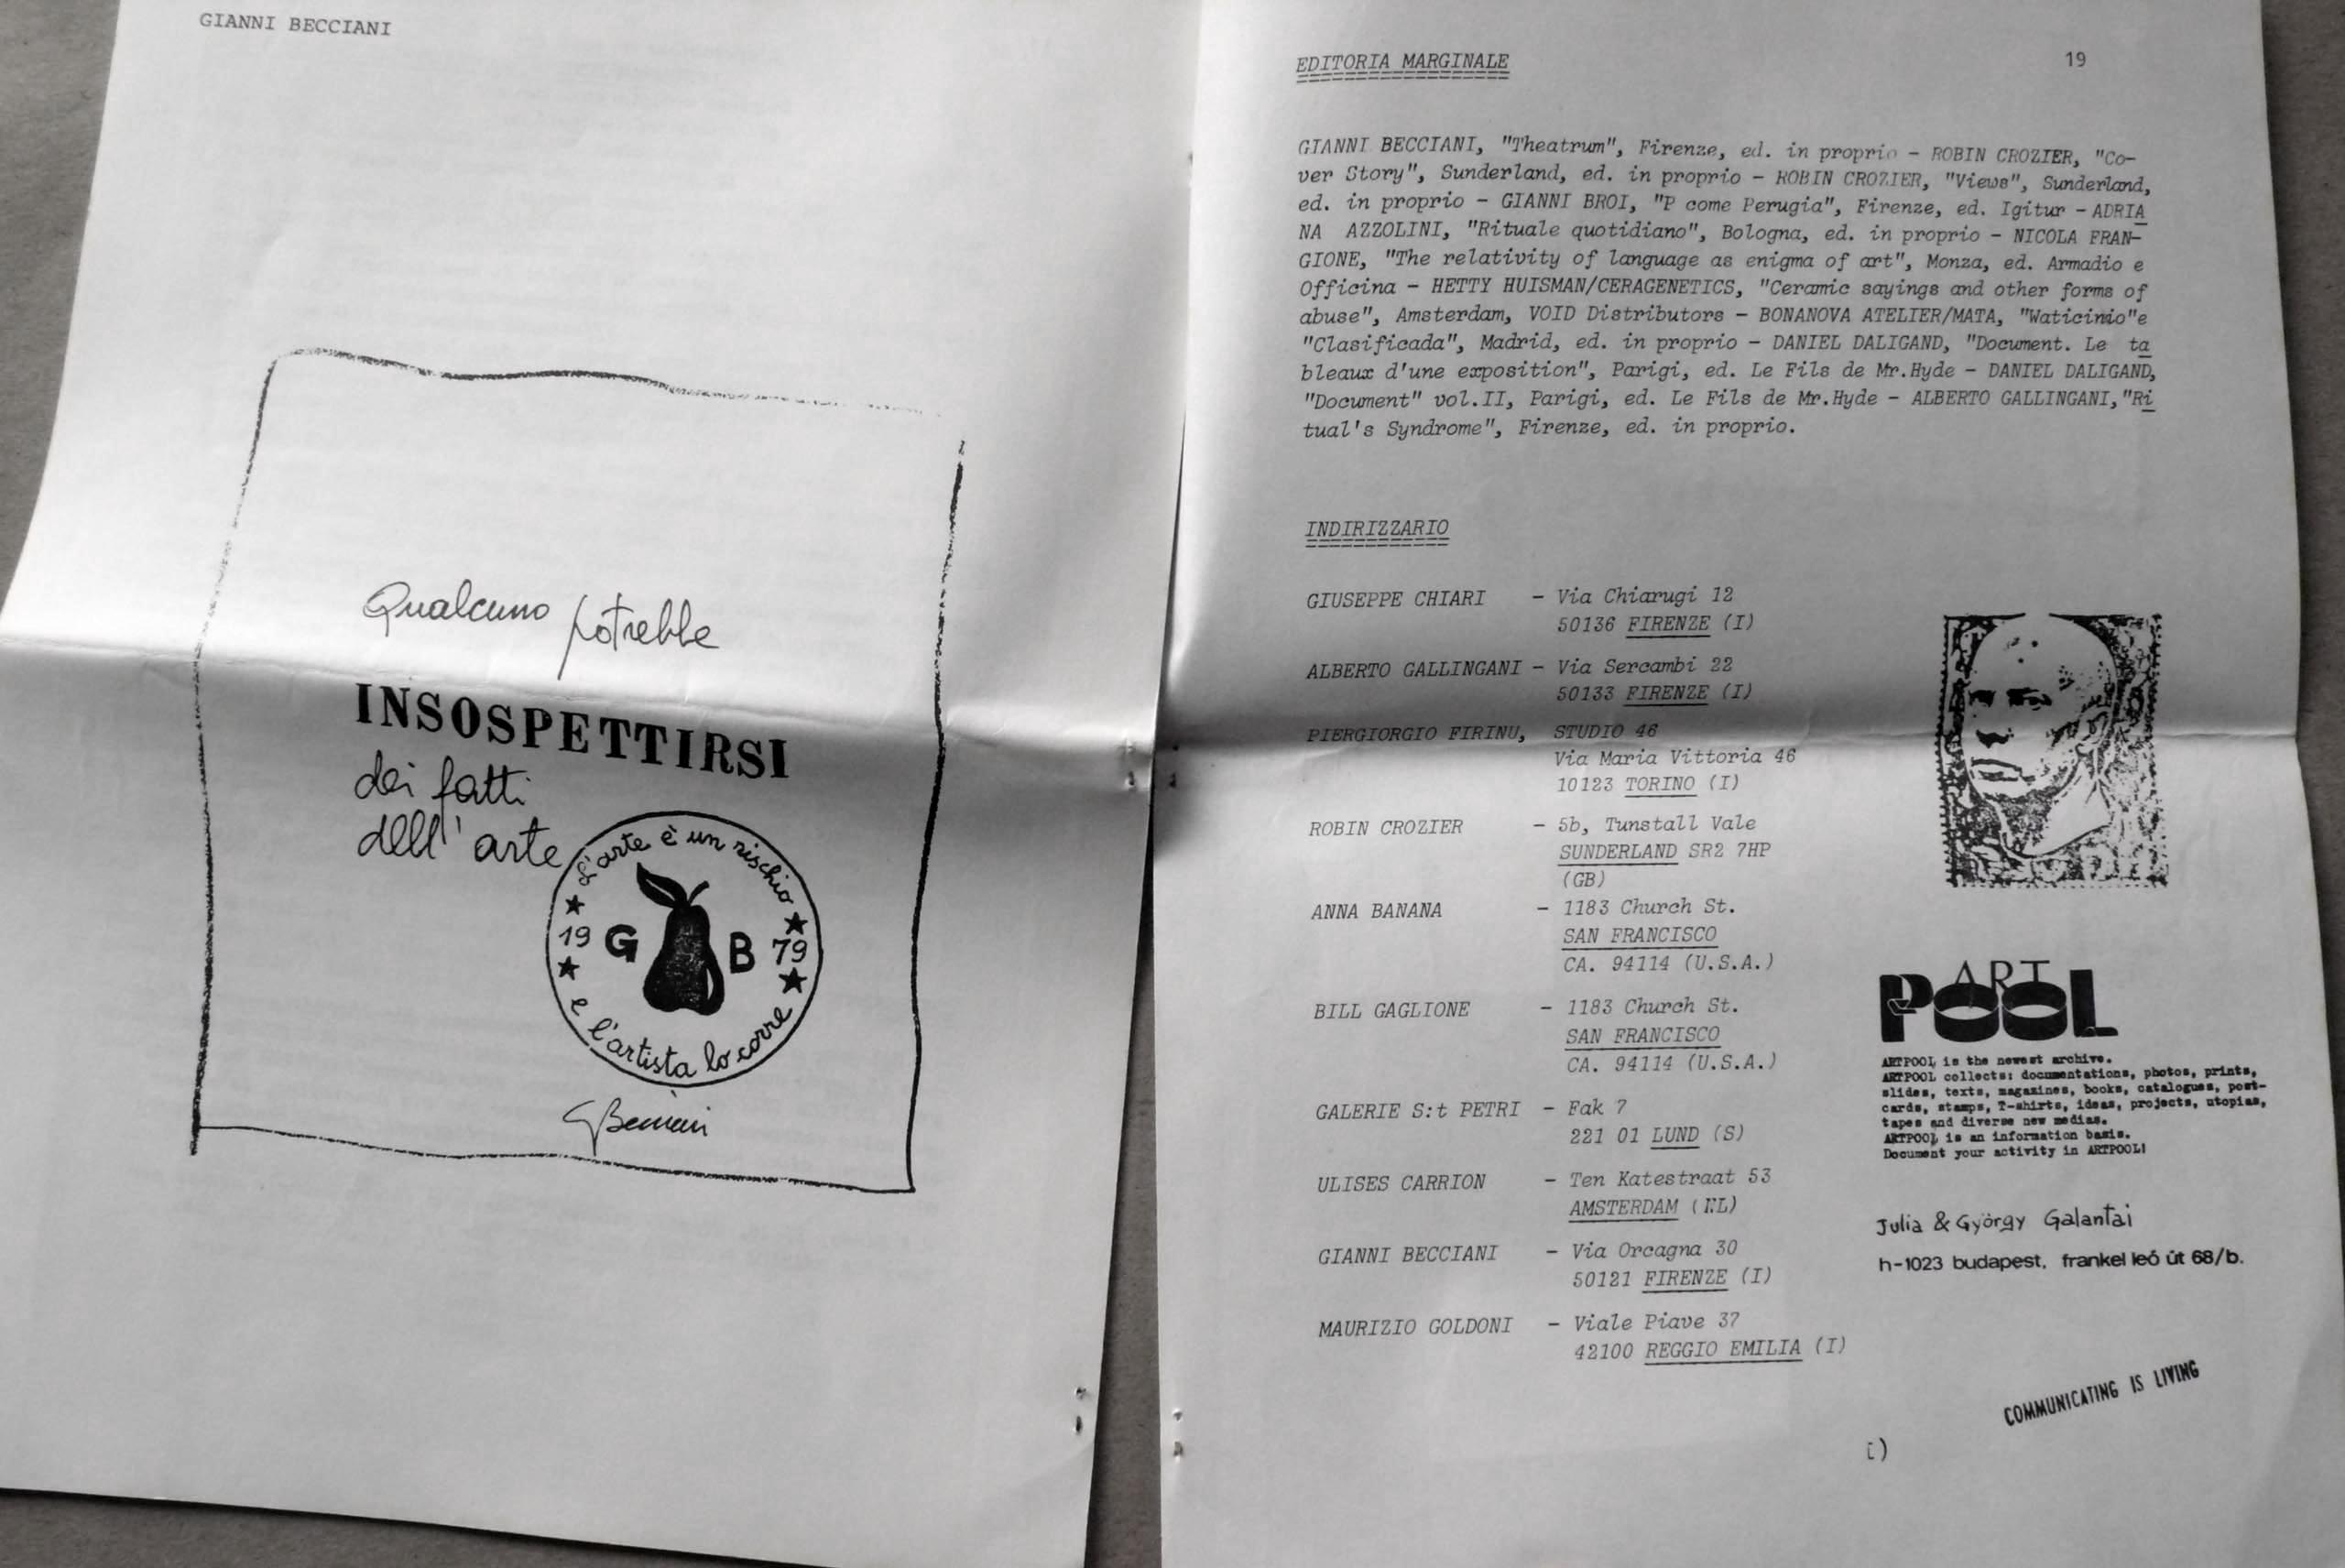 GIANNI BECCIANI
Qualcuno potrebbe
INSOSPETTIRSI
dei fatti
dell'arte
L'arte è un rischio
19 G B 79
e l'artista lo corre
EDITORIA MARGINALE
19
GIANNI BECCIANI, "Theatrum", Firenze, ed. in proprio - ROBIN CROZIER, "Co-
ver Story", Sunderland, ed. in proprio - ROBIN CROZIER, "Views", Sunderland,
ed. in proprio - GIANNI BROI, "P come Perugia", Firenze, ed. Igitur - ADRIA
NA AZZOLINI, "Rituale quotidiano", Bologna, ed. in proprio - NICOLA FRAN-
GIONE, "The relativity of language as enigma of art", Monza, ed. Armadio e
Officina - HETTY HUISMAN/CERAGENETICS, "Ceramic sayings and other forms of
abuse", Amsterdam, VOID Distributors - BONANOVA ATELIER/MATA, "Waticinio"e
"Clasificada", Madrid, ed. in proprio - DANIEL DALIGAND, "Document. Le ta
bleaux d'une exposition", Parigi, ed. Le Fils de Mr.Hyde - DANIEL DALIGAND,
"Document" vol.II, Parigi, ed. Le Fils de Mr.Hyde - ALBERTO GALLINGANI,"Ri
tual's Syndrome", Firenze, ed. in proprio.
INDIRIZZARIO
GIUSEPPE CHIARI - Via Chiarugi 12
50136 FIRENZE (I)
ALBERTO GALLINGANI - Via Sercambi 22
50133 FIRENZE (I)
PIERGIORGIO FIRINU, STUDIO 46
Via Maria Vittoria 46
10123 TORINO (I)
ROBIN CROZIER - 5b, Tunstall Vale
SUNDERLAND SR2 7HP
(GB)
ANNA BANANA - 1183 Church St.
SAN FRANCISCO
CA. 94114 (U.S.A.)
BILL GAGLIONE - 1183 Church St.
SAN FRANCISCO
CA. 94114 (U.S.A.)
GALERIE S:t PETRI - Fak 7
221 01 LUND (S)
ULISES CARRION - Ten Katestraat 53
AMSTERDAM (NL)
GIANNI BECCIANI - Via Orcagna 30
50121 FIRENZE (I)
MAURIZIO GOLDONI - Viale Piave 37
42100 REGGIO EMILIA (I)
ART
POOL
ARTPOOL is the newest archive.
ARTPOOL collects: documentations, photos, prints,
slides, texts, magazines, books, catalogues, post-
cards, stamps, T-shirts, ideas, projects, utopias,
tapes and diverse new medias.
ARTPOOL is an information basis.
Document your activity in ARTPOOL!
Julia & György Galantai
h-1023 budapest, frankel leó út 68/b.
COMMUNICATING IS LIVING